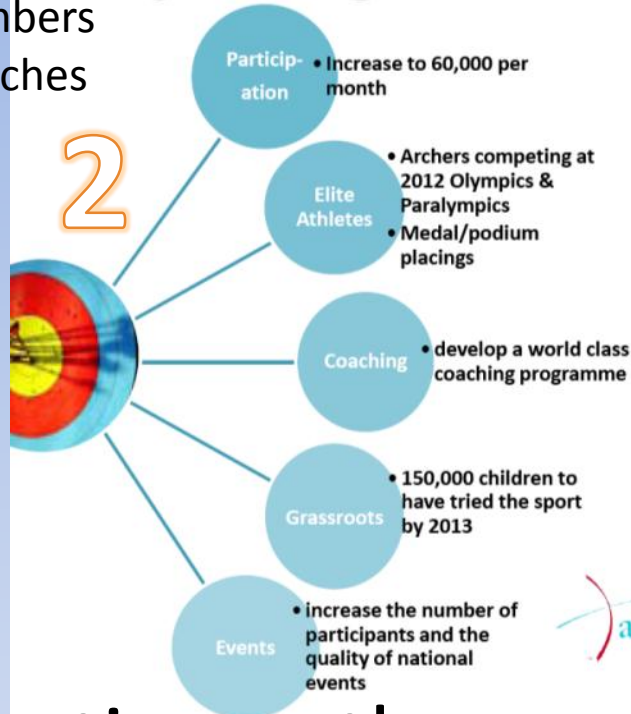 mbers
ches
2
Particip-
ation
• Increase to 60,000 per
month
Elite
Athletes
• Archers competing at
2012 Olympics &
Paralympics
• Medal/podium
placings
Coaching
• develop a world class
coaching programme
Grassroots
• 150,000 children to
have tried the sport
by 2013
Events
• increase the number of
participants and the
quality of national
events
a